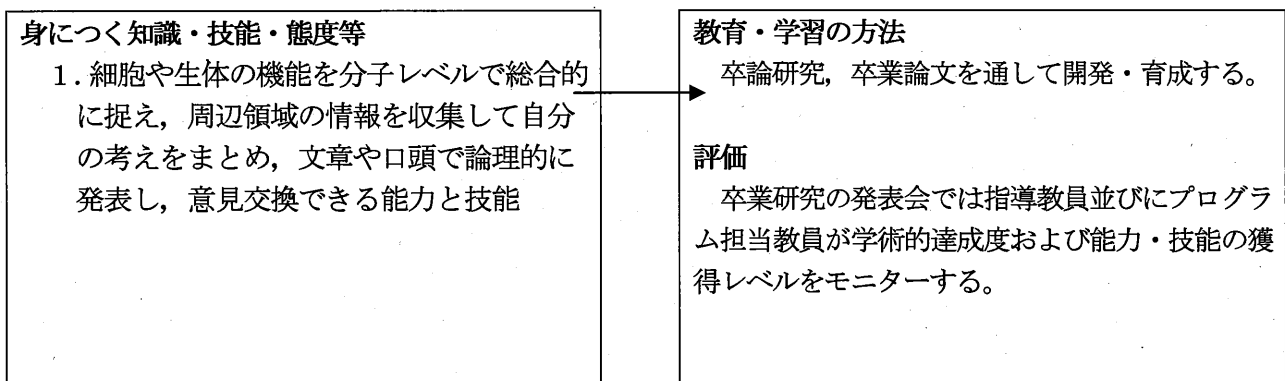 身につく知識・技能・態度等
1．細胞や生体の機能を分子レベルで総合的
に捉え，周辺領域の情報を収集して自分
の考えをまとめ，文章や口頭で論理的に
発表し，意見交換できる能力と技能
教育・学習の方法
卒論研究，卒業論文を通して開発・育成する。
評価
卒業研究の発表会では指導教員並びにプログラ
ム担当教員が学術的達成度および能力・技能の獲
得レベルをモニターする。